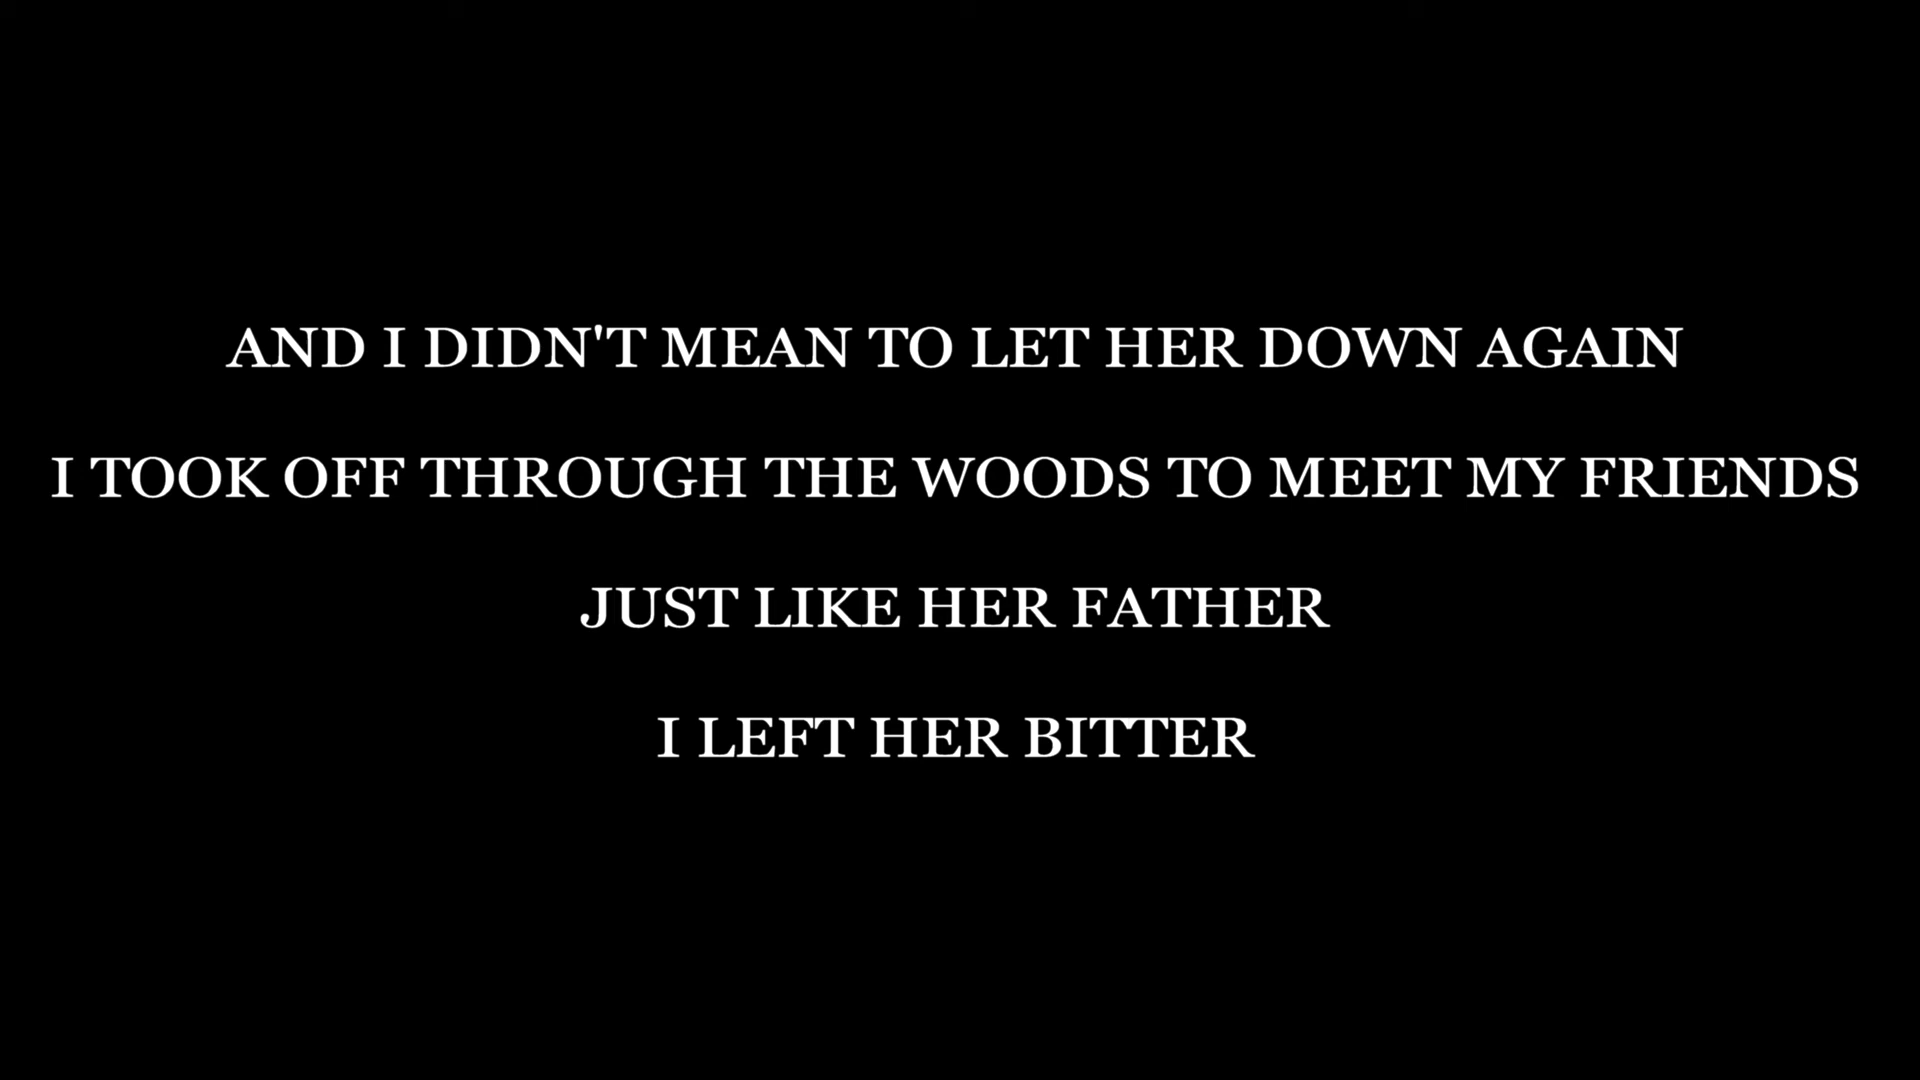 AND I DIDN'T MEAN TO LET HER DOWN AGAIN
I TOOK OFF THROUGH THE WOODS TO MEET MY FRIENDS
JUST LIKE HER FATHER
I LEFT HER BITTER